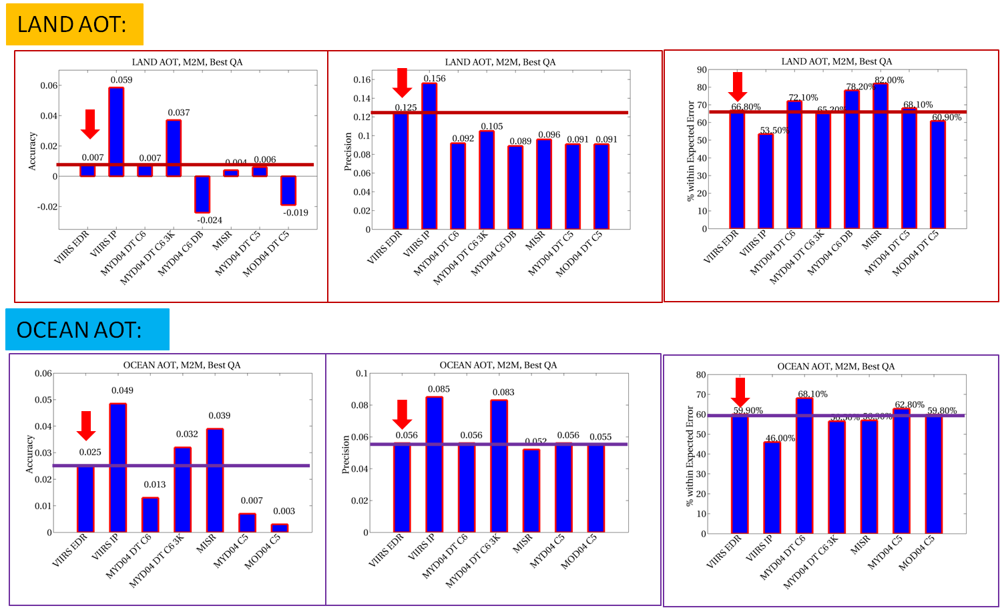 LAND AOT:
LAND AOT, M2M, Best QA
Accuracy
0.06
0.04
0.02
0
-0.02
0.007
0.059
0.007
0.037
-0.024
0.004
0.006
-0.019
VIIRS EDR
VIIRS IP
MYD04 DT C6
MYD04 DT C6 3K
MYD04 C6 DB
MISR
MYD04 DT C5
MOD04 DT C5
LAND AOT, M2M, Best QA
Precision
0.16
0.14
0.12
0.1
0.08
0.06
0.04
0.02
0
0.125
0.156
0.092
0.105
0.089
0.096
0.091
0.091
VIIRS EDR
VIIRS IP
MYD04 DT C6
MYD04 DT C6 3K
MYD04 C6 DB
MISR
MYD04 DT C5
MOD04 DT C5
LAND AOT, M2M, Best QA
% within Expected Error
90
80
70
60
50
40
30
20
10
0
66.80%
53.50%
72.10%
65.20%
78.20%
82.00%
68.10%
60.90%
VIIRS EDR
VIIRS IP
MYD04 DT C6
MYD04 DT C6 3K
MYD04 C6 DB
MISR
MYD04 DT C5
MOD04 DT C5
OCEAN AOT:
OCEAN AOT, M2M, Best QA
Accuracy
0.06
0.05
0.04
0.03
0.02
0.01
0
0.025
0.049
0.013
0.032
0.039
0.007
0.003
VIIRS EDR
VIIRS IP
MYD04 DT C6
MYD04 DT C6 3K
MISR
MYD04 C5
MOD04 C5
OCEAN AOT, M2M, Best QA
Precision
0.1
0.08
0.06
0.04
0.02
0
0.056
0.085
0.056
0.083
0.052
0.056
0.055
VIIRS EDR
VIIRS IP
MYD04 DT C6
MYD04 DT C6 3K
MISR
MYD04 C5
MOD04 C5
OCEAN AOT, M2M, Best QA
% within Expected Error
80
70
60
50
40
30
20
10
0
59.90%
46.00%
68.10%
62.80%
59.80%
VIIRS EDR
VIIRS IP
MYD04 DT C6
MYD04 DT C6 3K
MISR
MYD04 C5
MOD04 C5